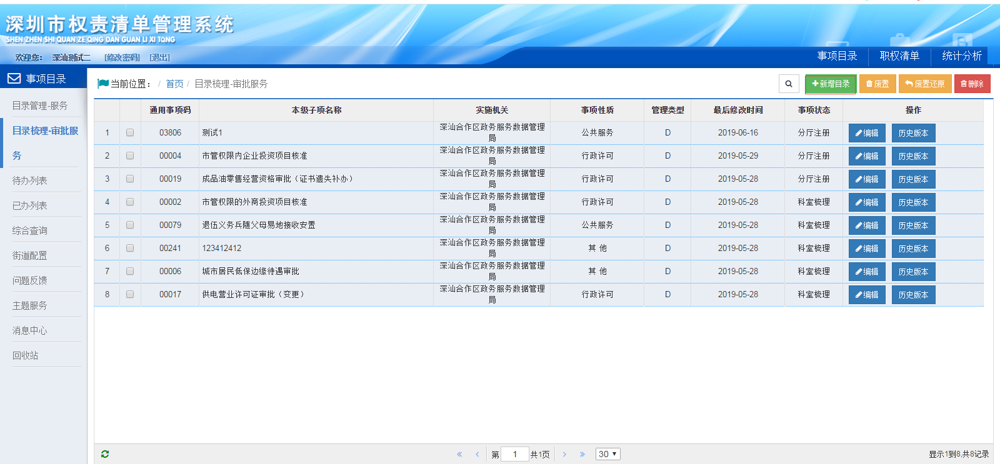 深圳市权责清单管理系统
SHEN ZHEN SHI QUAN ZE QING DAN GUAN LI XI TONG
欢迎您： 深汕测试二 [修改密码] [退出]
事项目录 职权清单 统计分析
事项目录
目录管理-服务
目录梳理-审批服
务
待办列表
已办列表
综合查询
街道配置
问题反馈
主题服务
消息中心
回收站
当前位置： / 首页 / 目录梳理-审批服务
新增目录 废置 废置还原 删除
通用事项码 本级子项名称 实施机关 事项性质 管理类型 最后修改时间 事项状态 操作
1 03806 测试1 深汕合作区政务服务数据管理局 公共服务 D 2019-06-16 分厅注册 编辑 历史版本
2 00004 市管权限内企业投资项目核准 深汕合作区政务服务数据管理局 行政许可 D 2019-05-29 分厅注册 编辑 历史版本
3 00019 成品油零售经营资格审批（证书遗失补办） 深汕合作区政务服务数据管理局 行政许可 D 2019-05-28 分厅注册 编辑 历史版本
4 00002 市管权限的外商投资项目核准 深汕合作区政务服务数据管理局 行政许可 D 2019-05-28 科室梳理 编辑 历史版本
5 00079 退伍义务兵随父母易地接收安置 深汕合作区政务服务数据管理局 公共服务 D 2019-05-28 科室梳理 编辑 历史版本
6 00241 123412412 深汕合作区政务服务数据管理局 其 他 D 2019-05-28 科室梳理 编辑 历史版本
7 00006 城市居民低保边缘待遇审批 深汕合作区政务服务数据管理局 其 他 D 2019-05-28 科室梳理 编辑 历史版本
8 00017 供电营业许可证审批（变更） 深汕合作区政务服务数据管理局 行政许可 D 2019-05-28 科室梳理 编辑 历史版本
第 1 共1页 30 显示1到8,共8记录